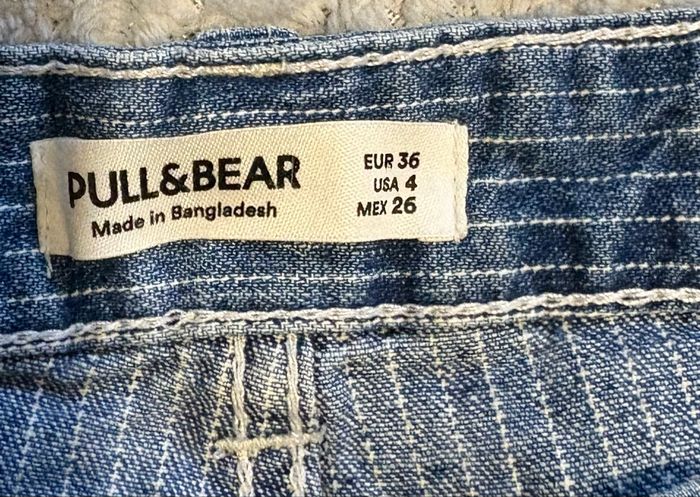 PULL&BEAR
Made in Bangladesh
EUR 36
USA 4
MEX 26